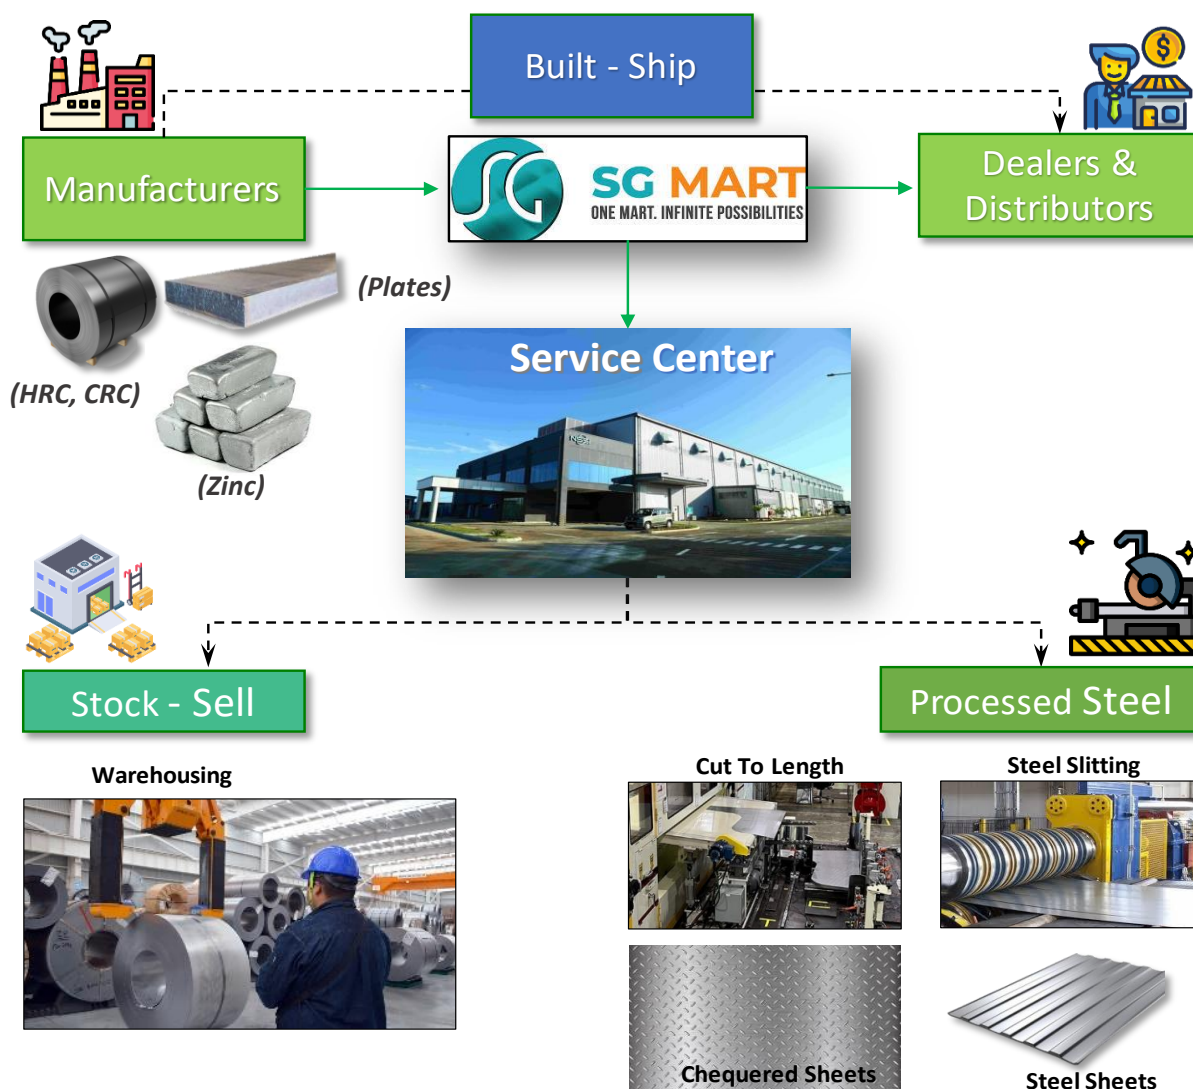 Built - Ship
Manufacturers
SG
SG MART
ONE MART. INFINITE POSSIBILITIES
Dealers &
Distributors
(Plates)
(HRC, CRC)
(Zinc)
Service Center
Stock - Sell
Processed Steel
Warehousing
Cut To Length
Steel Slitting
Chequered Sheets
Steel Sheets